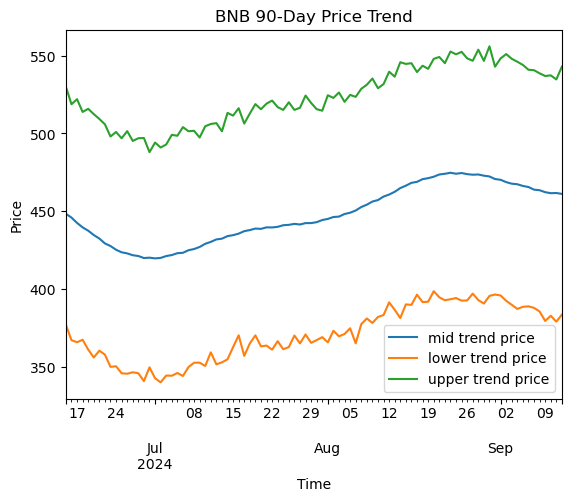 BNB 90-Day Price Trend
Price
550
500
450
400
350
mid trend price
lower trend price
upper trend price
17 24 08 15 22 29 05 12 19 26 02 09
Jul Aug Sep
2024
Time